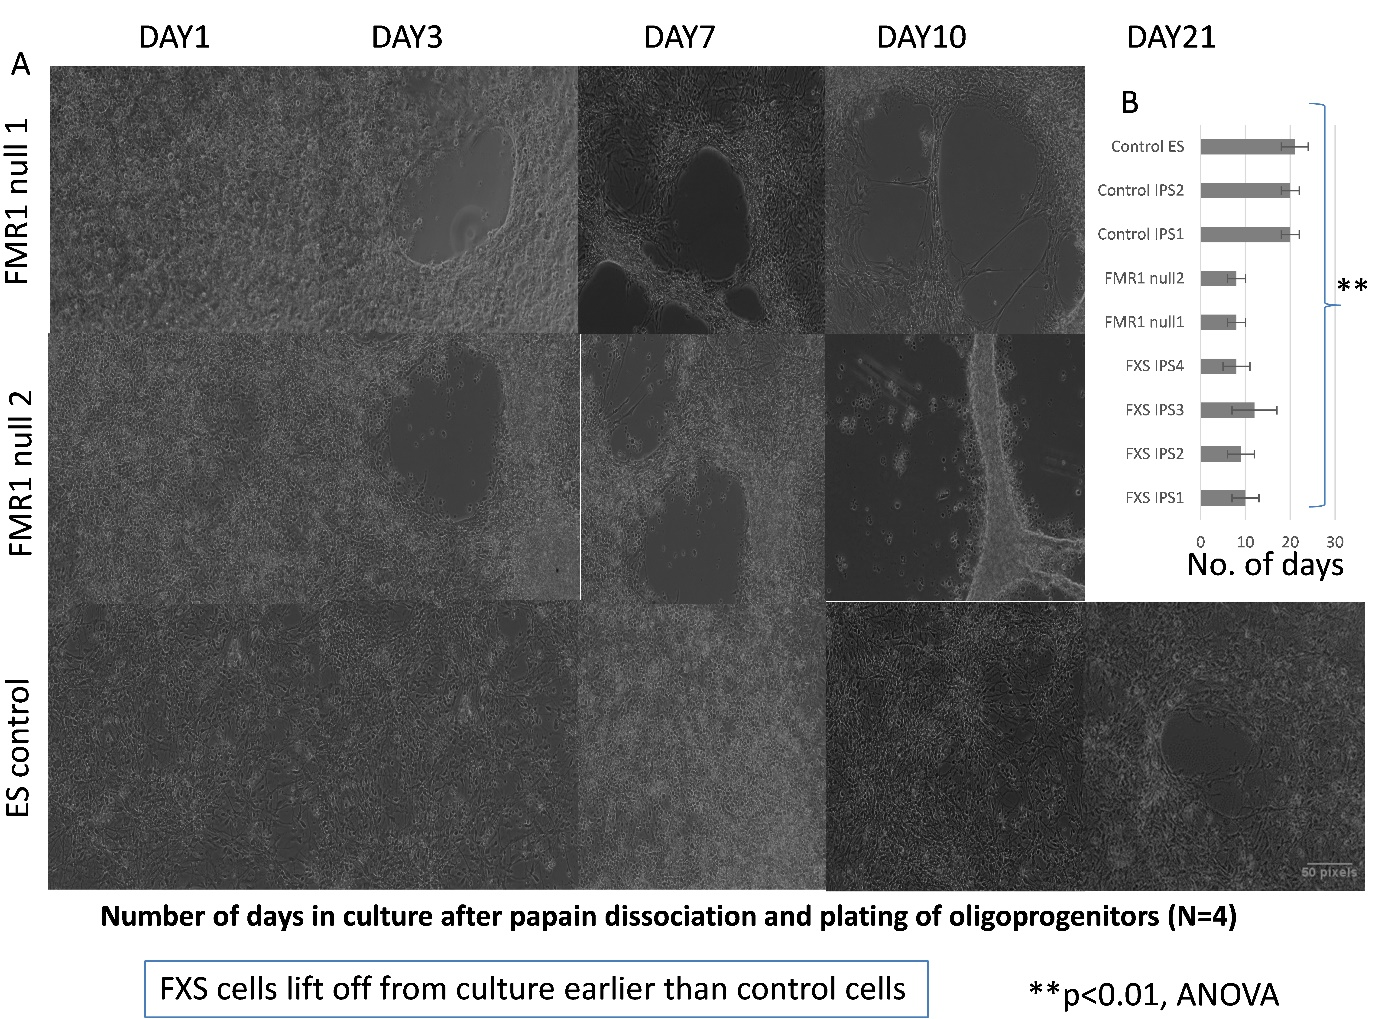 DAY1 DAY3 DAY7 DAY10 DAY21
A
FMR1 null 1
FMR1 null 2
ES control
B
Control ES
Control IPS2
Control IPS1
FMR1 null2
FMR1 null1
FXS IPS4
FXS IPS3
FXS IPS2
FXS IPS1
**
0 10 20 30
No. of days
50 pixels
Number of days in culture after papain dissociation and plating of oligoprogenitors (N=4)
FXS cells lift off from culture earlier than control cells
**p<0.01, ANOVA